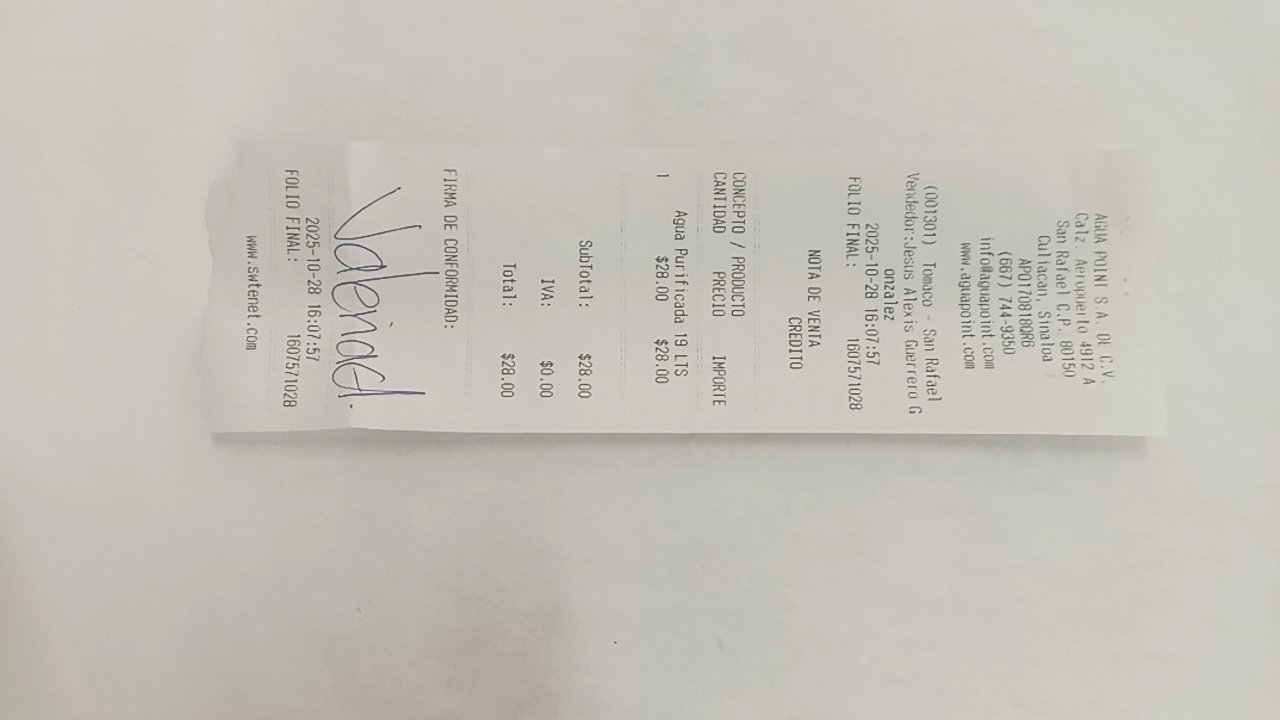 AGUA POINT S.A. DE C.V.
Calz. Aeropuerto 4912 A
San Rafael C.P. 80150
Culiacan, Sinaloa
APO170818QR6
(667) 744-9350
info@aguapoint.com
www.aguapoint.com
(001301) Tomaco - San Rafael
Vendedor:Jesus Alexis Guerrero G
onzalez
2025-10-28 16:07:57
FOLIO FINAL: 1607571028
NOTA DE VENTA
CREDITO
CONCEPTO / PRODUCTO
CANTIDAD PRECIO IMPORTE
Agua Purificada 19 LTS
1 $28.00 $28.00
SubTotal: $28.00
IVA: $0.00
Total: $28.00
FIRMA DE CONFORMIDAD:
Valeria d.
2025-10-28 16:07:57
FOLIO FINAL: 1607571028
www.swtenet.com